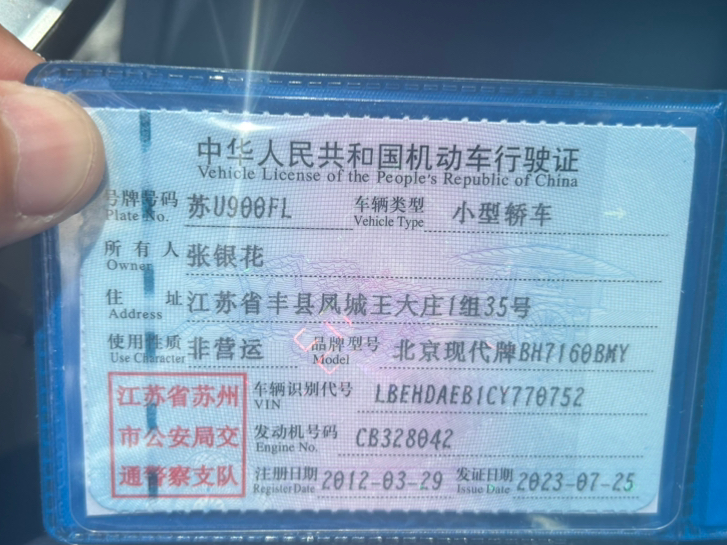 中华人民共和国机动车行驶证
Vehicle License of the People's Republic of China
号牌号码 苏U900FL 车辆类型 小型轿车
Plate No. Vehicle Type
所有人 张银花
Owner
住址 江苏省丰县凤城王大庄1组35号
Address
使用性质 非营运 品牌型号 北京现代牌BH7160BMY
Use Character Model
江苏省苏州 车辆识别代号 LBEHDAEB1CY770752
VIN
市公安局交 发动机号码 CB328042
Engine No.
通警察支队 注册日期 2012-03-29 发证日期 2023-07-25
Register Date Issue Date